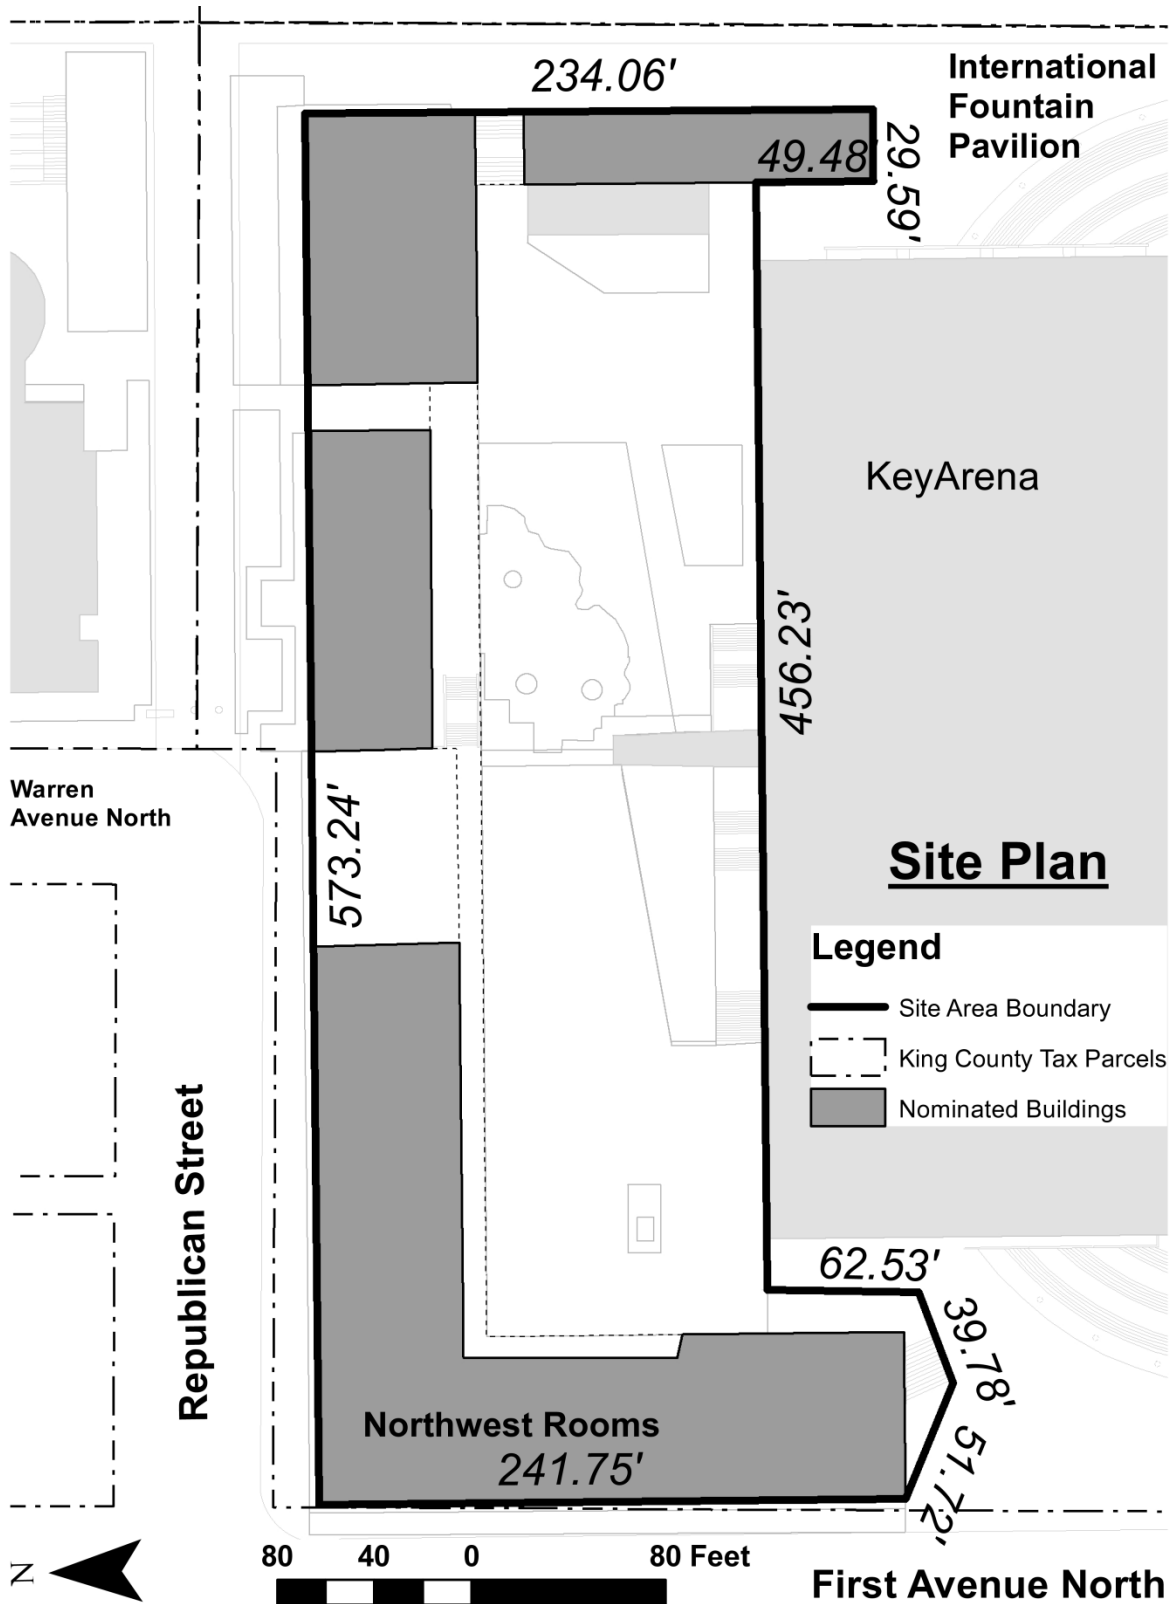 234.06'
International
Fountain
Pavilion
49.48'
29.59'
KeyArena
456.23'
Warren
Avenue North
573.24'
Site Plan
Legend
Site Area Boundary
King County Tax Parcels
Nominated Buildings
Republican Street
62.53'
39.78'
Northwest Rooms
241.75'
51.72'
N
80 40 0 80 Feet
First Avenue North